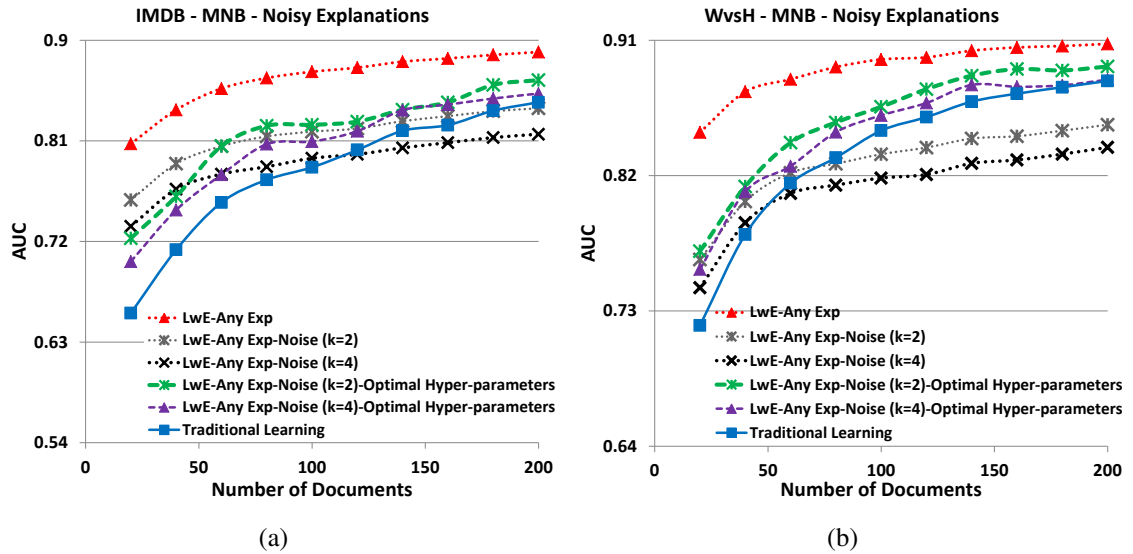 IMDB - MNB - Noisy Explanations
0.9
0.81
0.72
0.63
0.54
AUC
LwE-Any Exp
LwE-Any Exp-Noise (k=2)
LwE-Any Exp-Noise (k=4)
LwE-Any Exp-Noise (k=2)-Optimal Hyper-parameters
LwE-Any Exp-Noise (k=4)-Optimal Hyper-parameters
Traditional Learning
0 50 100 150 200
Number of Documents
(a)
WvsH - MNB - Noisy Explanations
0.91
0.82
0.73
0.64
AUC
LwE-Any Exp
LwE-Any Exp-Noise (k=2)
LwE-Any Exp-Noise (k=4)
LwE-Any Exp-Noise (k=2)-Optimal Hyper-parameters
LwE-Any Exp-Noise (k=4)-Optimal Hyper-parameters
Traditional Learning
0 50 100 150 200
Number of Documents
(b)